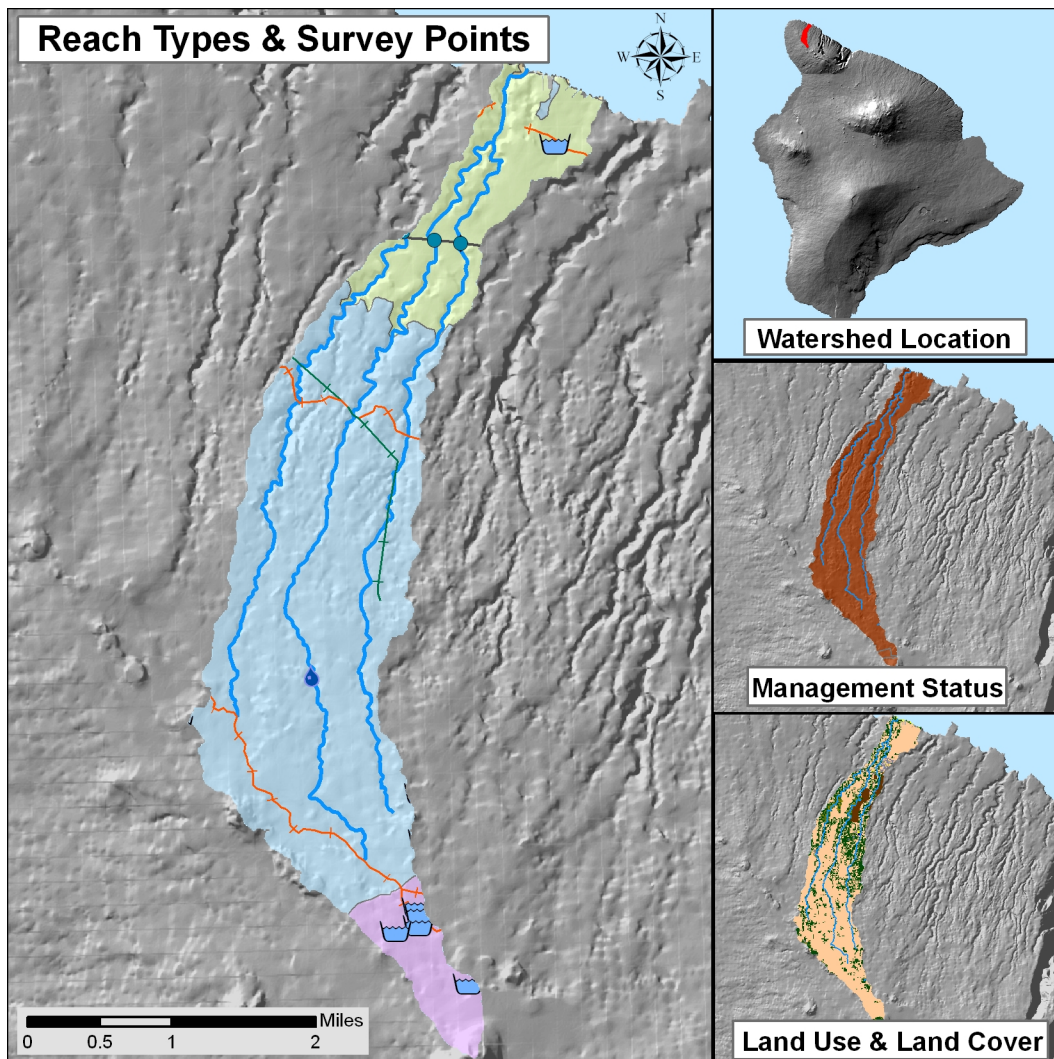 Reach Types & Survey Points
N
W
E
S
Watershed Location
Management Status
Land Use & Land Cover
Miles
0 0.5 1 2